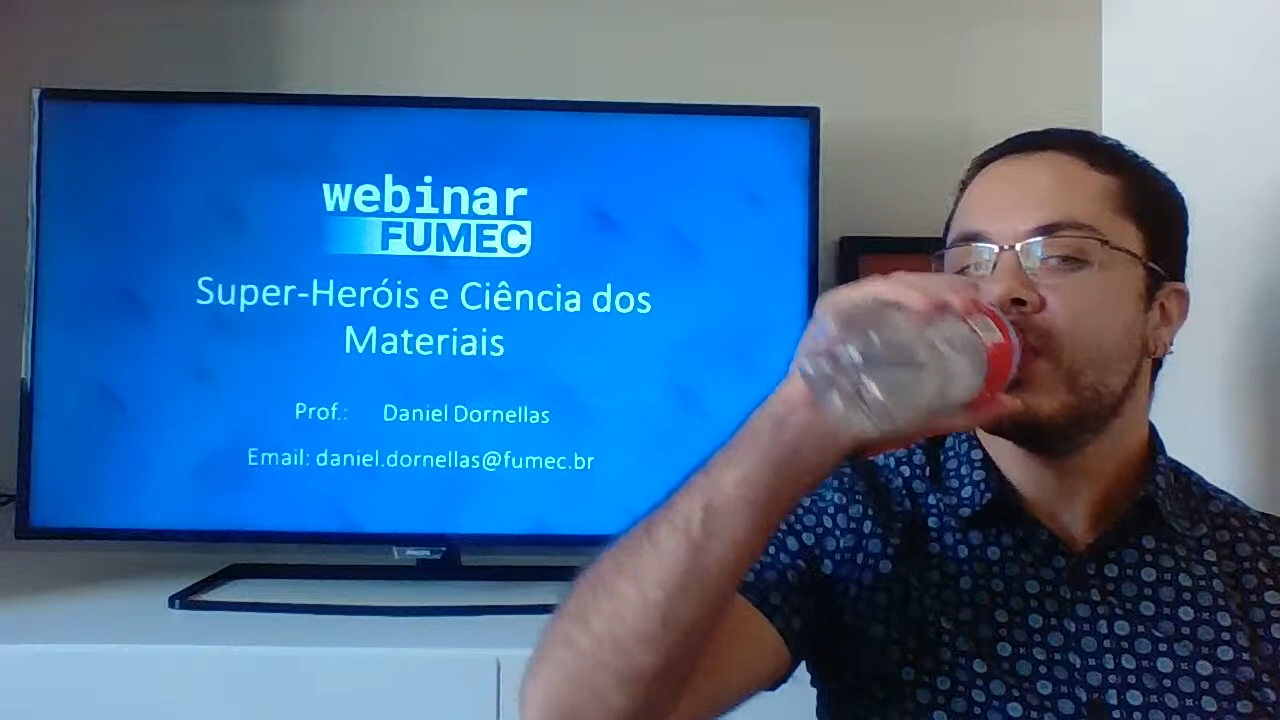 webinar
FUMEC
Super-Heróis e Ciência dos
Materiais
Prof.: Daniel Dornellas
Email: daniel.dornellas@fumec.br